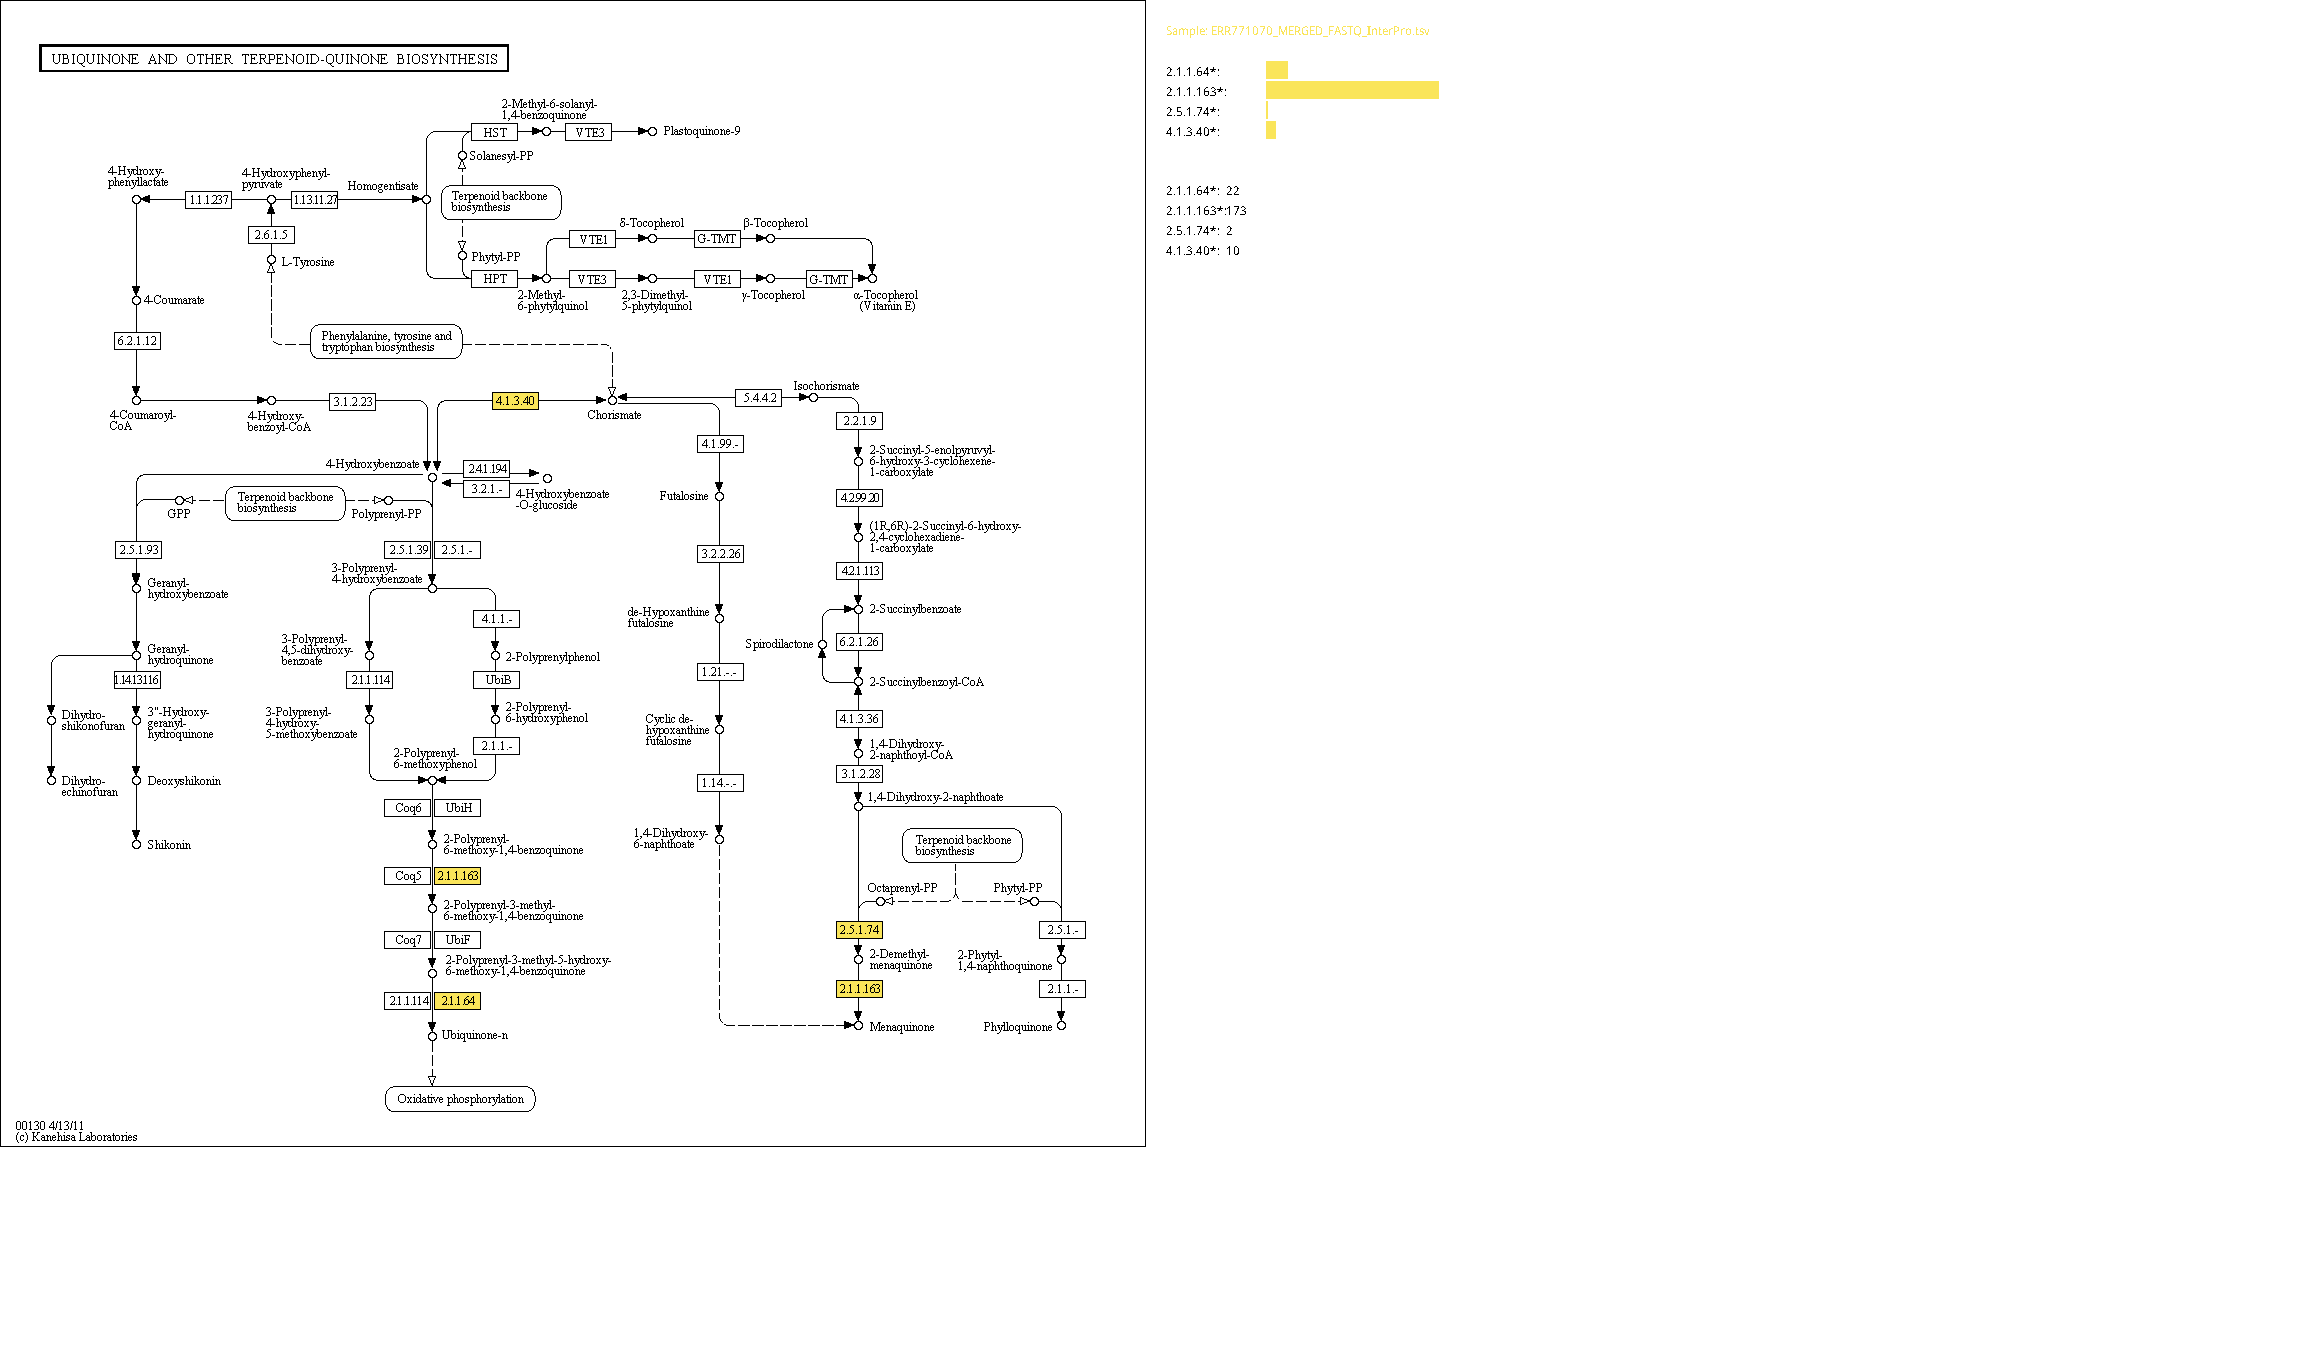 UBIQUINONE AND OTHER TERPENOID-QUINONE BIOSYNTHESIS
Sample: ERR771070_MERGED_FASTQ_InterPro.tsv
2.1.1.64*:
2.1.1.163*:
2.5.1.74*:
4.1.3.40*:
2.1.1.64*: 22
2.1.1.163*:173
2.5.1.74*: 2
4.1.3.40*: 10
2-Methyl-6-solanyl-
1,4-benzoquinone
HST
VTE3
Plastoquinone-9
Solanesyl-PP
4-Hydroxy-
phenyllactate
4-Hydroxyphenyl-
pyruvate
Homogentisate
1.1.1.237
1.13.11.27
Terpenoid backbone
biosynthesis
2.6.1.5
L-Tyrosine
δ-Tocopherol
β-Tocopherol
VTE1
G-TMT
Phytyl-PP
HPT
VTE3
VTE1
G-TMT
2-Methyl-
6-phytylquinol
2,3-Dimethyl-
5-phytylquinol
γ-Tocopherol
α-Tocopherol
(Vitamin E)
4-Coumarate
6.2.1.12
Phenylalanine, tyrosine and
tryptophan biosynthesis
4-Coumaroyl-
CoA
4-Hydroxy-
benzoyl-CoA
3.1.2.23
4.1.3.40
Chorismate
5.4.4.2
Isochorismate
2.2.1.9
4.1.99.-
2-Succinyl-5-enolpyruvyl-
6-hydroxy-3-cyclohexene-
1-carboxylate
4-Hydroxybenzoate
2.4.1.194
3.2.1.-
4-Hydroxybenzoate
-O-glucoside
Terpenoid backbone
biosynthesis
GPP
Polyprenyl-PP
Futalosine
4.2.99.20
(1R,6R)-2-Succinyl-6-hydroxy-
2,4-cyclohexadiene-
1-carboxylate
2.5.1.93
2.5.1.39
2.5.1.-
3.2.2.26
4.2.1.113
3-Polyprenyl-
4-hydroxybenzoate
Geranyl-
hydroxybenzoate
4.1.1.-
de-Hypoxanthine
futalosine
2-Succinylbenzoate
3-Polyprenyl-
4,5-dihydroxy-
benzoate
2-Polyprenylphenol
Spirodilactone
6.2.1.26
Geranyl-
hydroquinone
1.14.13.116
2.1.1.114
UbiB
1.21.-.-
2-Succinylbenzoyl-CoA
Dihydro-
shikonofuran
3"-Hydroxy-
geranyl-
hydroquinone
3-Polyprenyl-
4-hydroxy-
5-methoxybenzoate
2-Polyprenyl-
6-hydroxyphenol
2.1.1.-
Cyclic de-
hypoxanthine
futalosine
4.1.3.36
1,4-Dihydroxy-
2-naphthoyl-CoA
2-Polyprenyl-
6-methoxyphenol
3.1.2.28
Dihydro-
echinofuran
Deoxyshikonin
1.14.-.-
1,4-Dihydroxy-2-naphthoate
Coq6
UbiH
Shikonin
2-Polyprenyl-
6-methoxy-1,4-benzoquinone
1,4-Dihydroxy-
6-naphthoate
Terpenoid backbone
biosynthesis
Coq5
2.1.1.163
Octaprenyl-PP
Phytyl-PP
2-Polyprenyl-3-methyl-
6-methoxy-1,4-benzoquinone
2.5.1.74
2.5.1.-
Coq7
UbiF
2-Polyprenyl-3-methyl-5-hydroxy-
6-methoxy-1,4-benzoquinone
2-Demethyl-
menaquinone
2-Phytyl-
1,4-naphthoquinone
2.1.1.163
2.1.1.-
2.1.1.114
2.1.1.64
Menaquinone
Phylloquinone
Ubiquinone-n
Oxidative phosphorylation
00130 4/13/11
(c) Kanehisa Laboratories